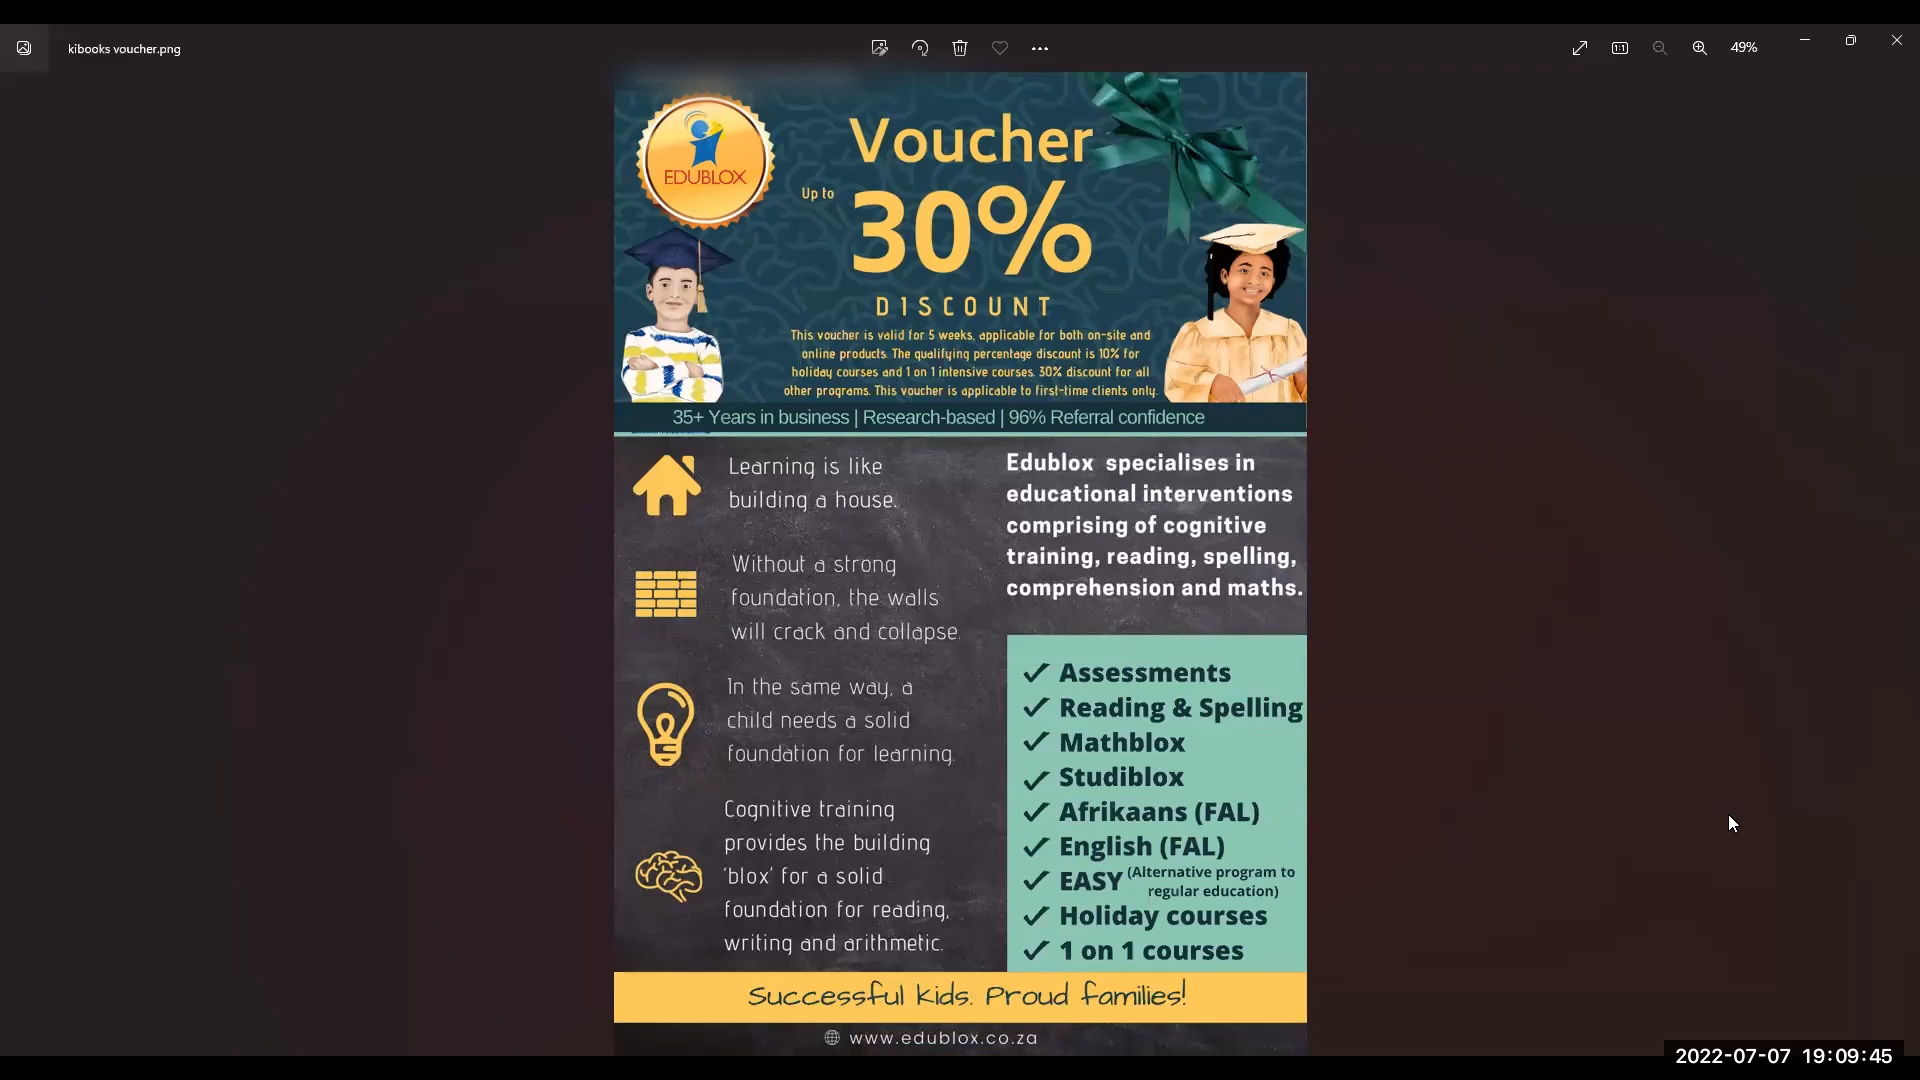 kibooks voucher.png
49%
EDUBLOX
Voucher
Up to
30%
DISCOUNT
This voucher is valid for 5 weeks, applicable for both on-site and
online products. The qualifying percentage discount is 10% for
holiday courses and 1 on 1 intensive courses. 30% discount for all
other programs. This voucher is applicable to first-time clients only.
35+ Years in business | Research-based | 96% Referral confidence
Learning is like
building a house.
Without a strong
foundation, the walls
will crack and collapse.
In the same way, a
child needs a solid
foundation for learning.
Cognitive training
provides the building
'blox' for a solid
foundation for reading,
writing and arithmetic.
Edublox specialises in
educational interventions
comprising of cognitive
training, reading, spelling,
comprehension and maths.
✓ Assessments
✓ Reading & Spelling
✓ Mathblox
✓ Studiblox
✓ Afrikaans (FAL)
✓ English (FAL)
✓ EASY (Alternative program to
regular education)
✓ Holiday courses
✓ 1 on 1 courses
Successful kids. Proud families!
www.edublox.co.za
2022-07-07 19:09:45